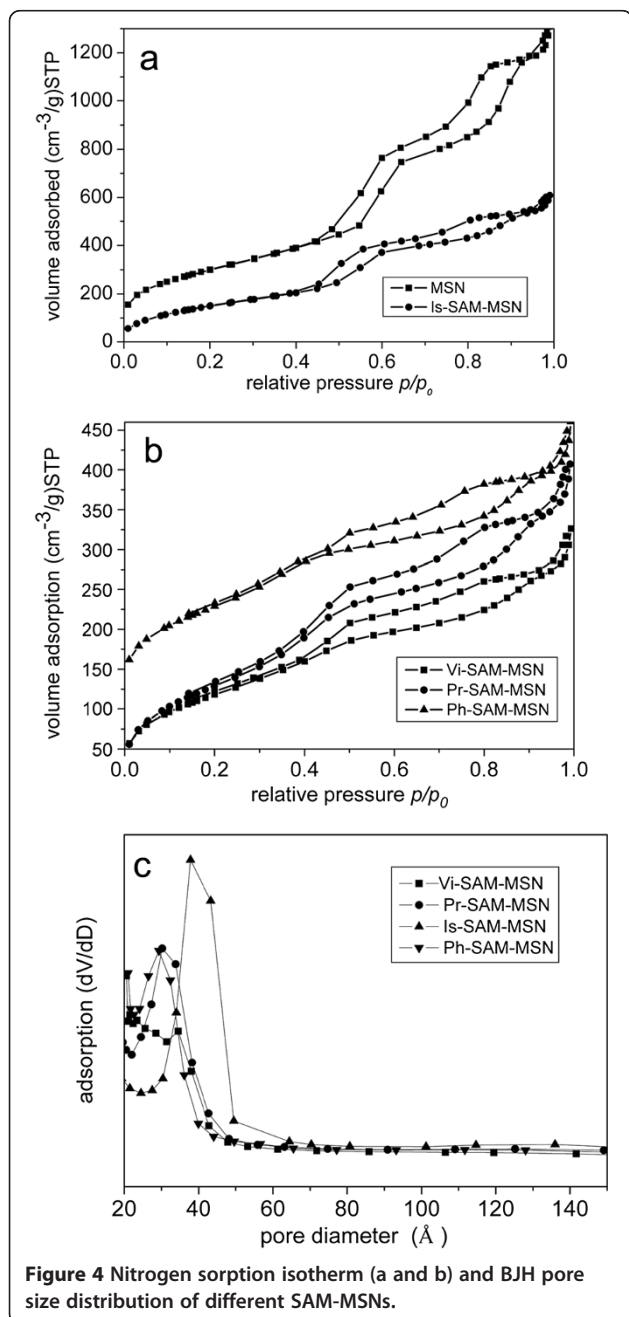 a
1200
1000
800
600
400
200
0
volume adsorbed (cm⁻³/g)STP
MSN
Is-SAM-MSN
0.0 0.2 0.4 0.6 0.8 1.0
relative pressure p/p₀
b
450
400
350
300
250
200
150
100
50
volume adsorption (cm⁻³/g)STP
Vi-SAM-MSN
Pr-SAM-MSN
Ph-SAM-MSN
0.0 0.2 0.4 0.6 0.8 1.0
relative pressure p/p₀
c
adsorption (dV/dD)
Vi-SAM-MSN
Pr-SAM-MSN
Is-SAM-MSN
Ph-SAM-MSN
20 40 60 80 100 120 140
pore diameter (Å)
Figure 4 Nitrogen sorption isotherm (a and b) and BJH pore
size distribution of different SAM-MSNs.